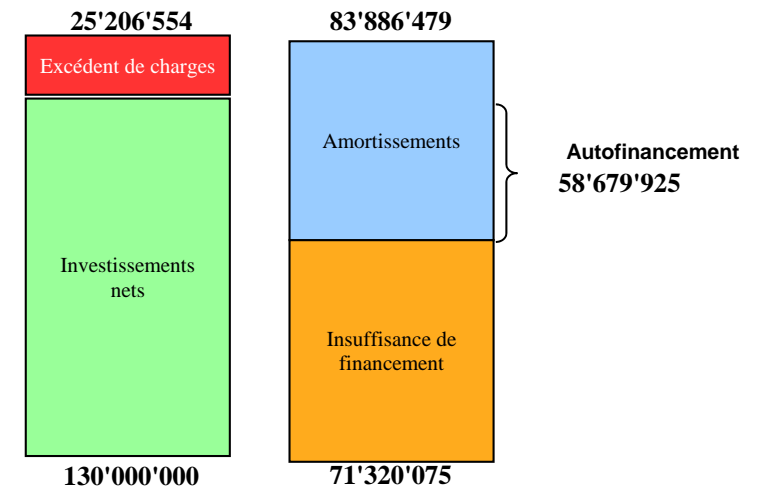 25'206'554
Excédent de charges
Investissements
nets
130'000'000
83'886'479
Amortissements
Insuffisance de
financement
71'320'075
Autofinancement
58'679'925